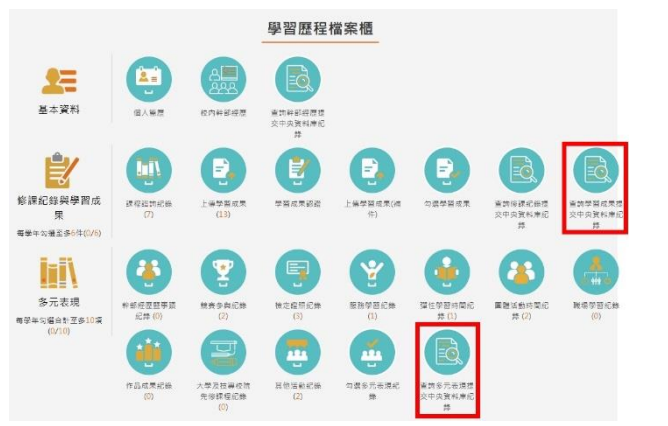 學習歷程檔案櫃
基本資料
個人簡歷
校內幹部經歷
查詢幹部經歷提
交中央資料庫紀
錄
修課紀錄與學習成
果
每學年勾選至多6件(0/6)
課程諮詢紀錄
(7)
上傳學習成果
(13)
學習成果認證
上傳學習成果(補
件)
勾選學習成果
查詢修課紀錄提
交中央資料庫紀
錄
查詢學習成果提
交中央資料庫紀
錄
多元表現
每學年勾選合計至多10項
(0/10)
幹部經歷暨事蹟
紀錄 (0)
競賽參與紀錄
(2)
檢定證照紀錄
(3)
服務學習紀錄
(1)
彈性學習時間紀
錄 (1)
團體活動時間紀
錄 (2)
職場學習紀錄
(0)
作品成果紀錄
(0)
大學及技專校院
先修課程紀錄
(0)
其他活動紀錄
(2)
勾選多元表現紀
錄
查詢多元表現提
交中央資料庫紀
錄